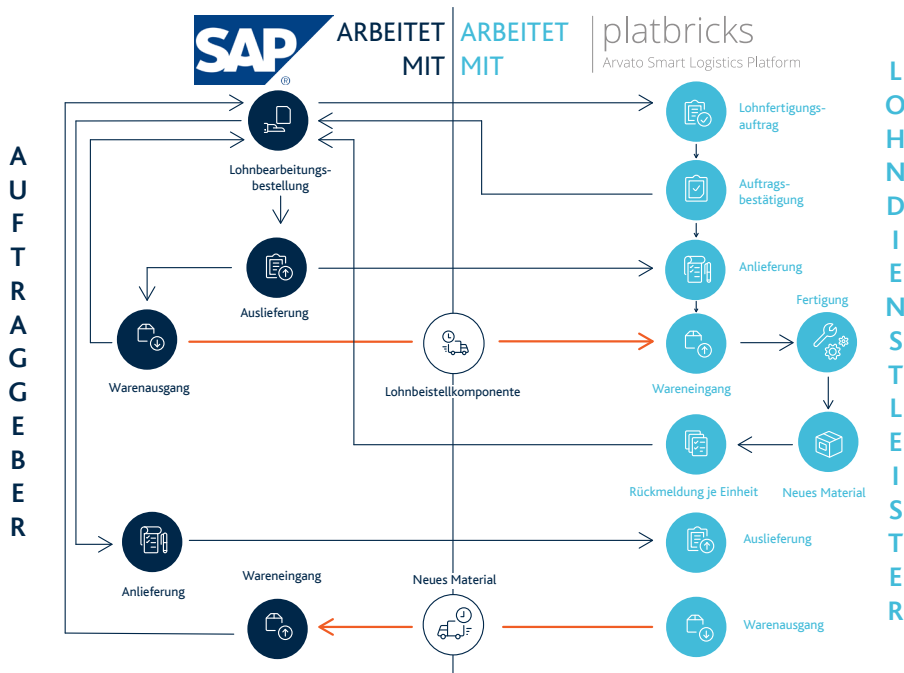 SAP
®
ARBEITET
MIT
ARBEITET
MIT
platbricks
Arvato Smart Logistics Platform
AUFTRAGGEBER
LOHNDIENSTLEISTER
Lohnbearbeitungs-
bestellung
Lohnfertigungs-
auftrag
Auftrags-
bestätigung
Auslieferung
Anlieferung
Fertigung
Warenausgang
Lohnbeistellkomponente
Wareneingang
Rückmeldung je Einheit
Neues Material
Anlieferung
Auslieferung
Wareneingang
Neues Material
Warenausgang